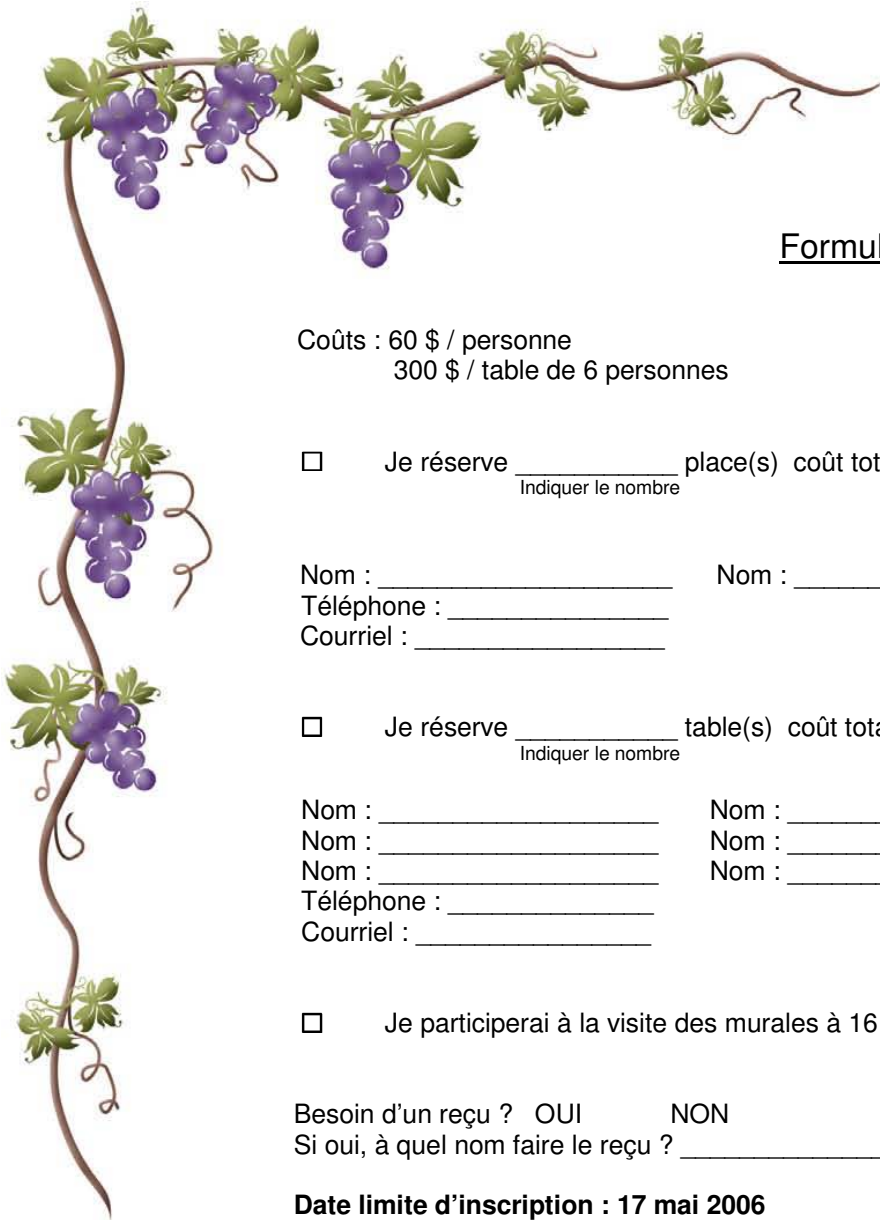 Formul
Coûts : 60 $ / personne
300 $ / table de 6 personnes
☐ Je réserve ___________ place(s) coût tot
Indiquer le nombre
Nom : ____________________ Nom : ______
Téléphone : _______________
Courriel : _________________
☐ Je réserve ___________ table(s) coût tota
Indiquer le nombre
Nom : ___________________ Nom : ______
Nom : ___________________ Nom : ______
Nom : ___________________ Nom : ______
Téléphone : ______________
Courriel : ________________
☐ Je participerai à la visite des murales à 16
Besoin d'un reçu ? OUI NON
Si oui, à quel nom faire le reçu ? ______________
Date limite d'inscription : 17 mai 2006